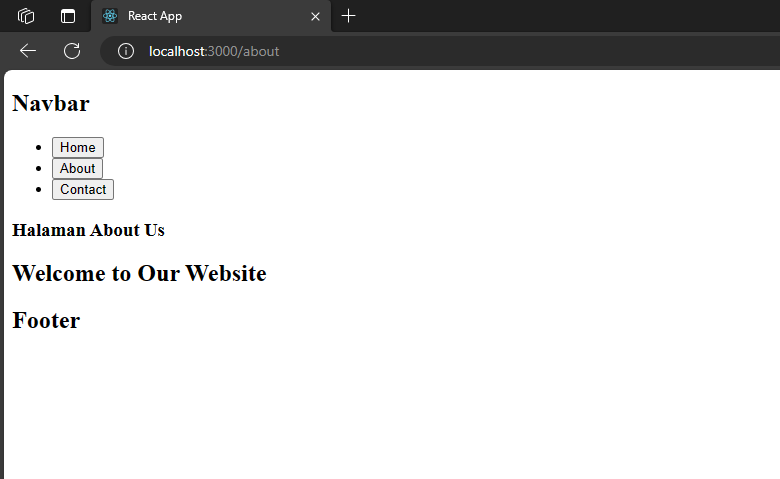 React App
localhost:3000/about
Navbar
Home
About
Contact
Halaman About Us
Welcome to Our Website
Footer